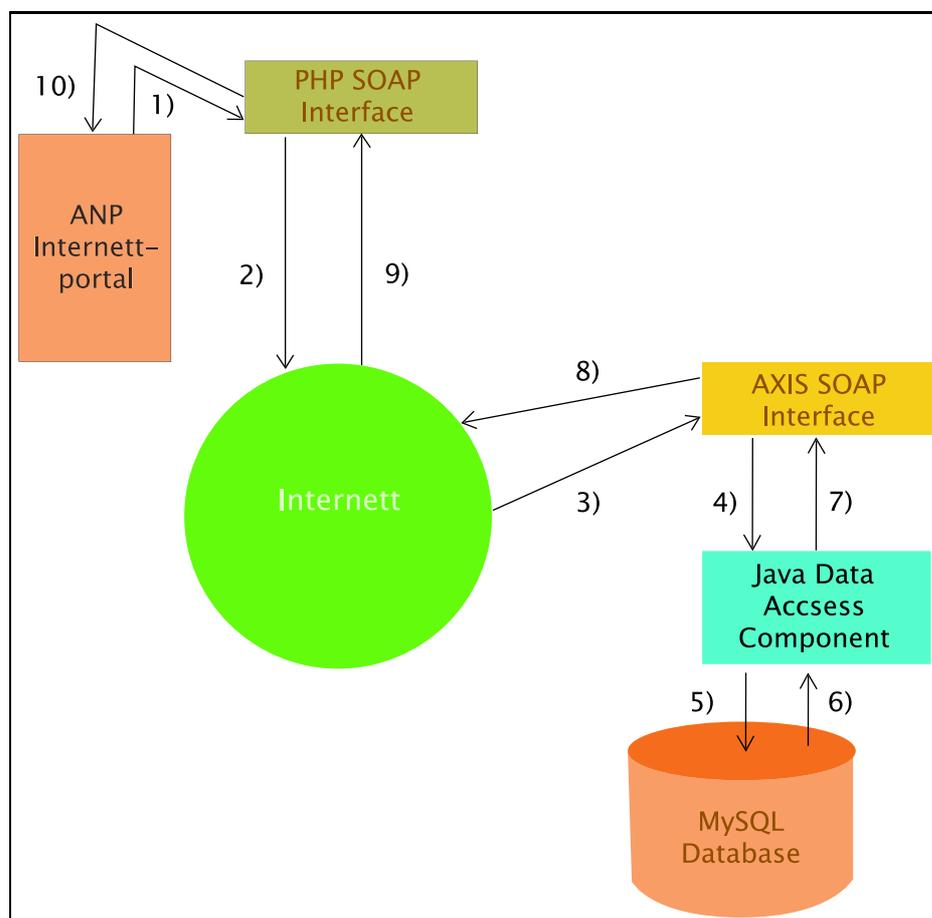 10)
1)
PHP SOAP
Interface
ANP
Internett-
portal
2)
9)
8)
AXIS SOAP
Interface
Internett
3)
4)
7)
Java Data
Accsess
Component
5)
6)
MySQL
Database